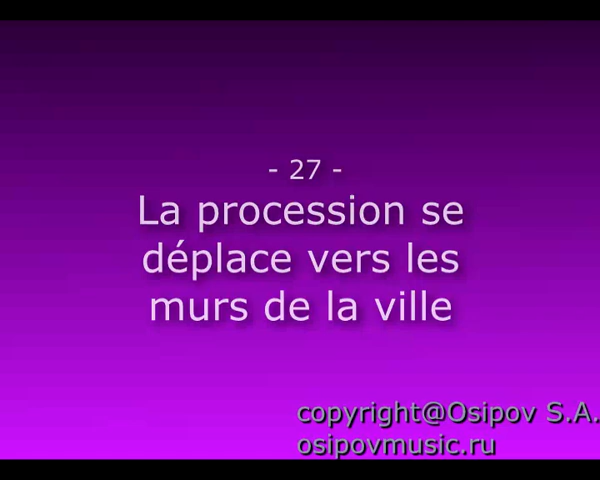 - 27 -
La procession se
déplace vers les
murs de la ville
copyright@Osipov S.A.
osipovmusic.ru